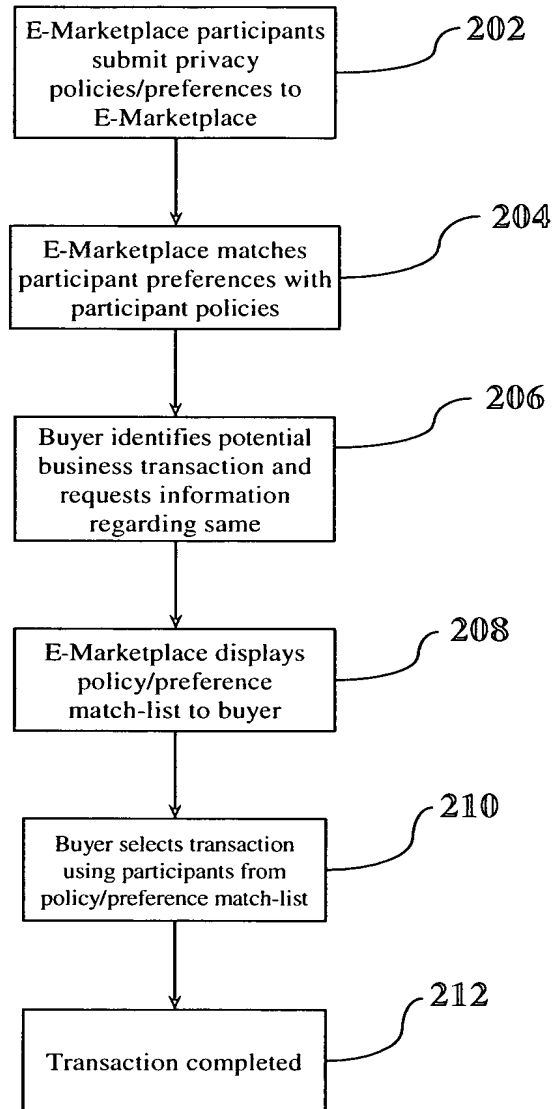 E-Marketplace participants
submit privacy
policies/preferences to
E-Marketplace
202
E-Marketplace matches
participant preferences with
participant policies
204
Buyer identifies potential
business transaction and
requests information
regarding same
206
E-Marketplace displays
policy/preference
match-list to buyer
208
Buyer selects transaction
using participants from
policy/preference match-list
210
Transaction completed
212